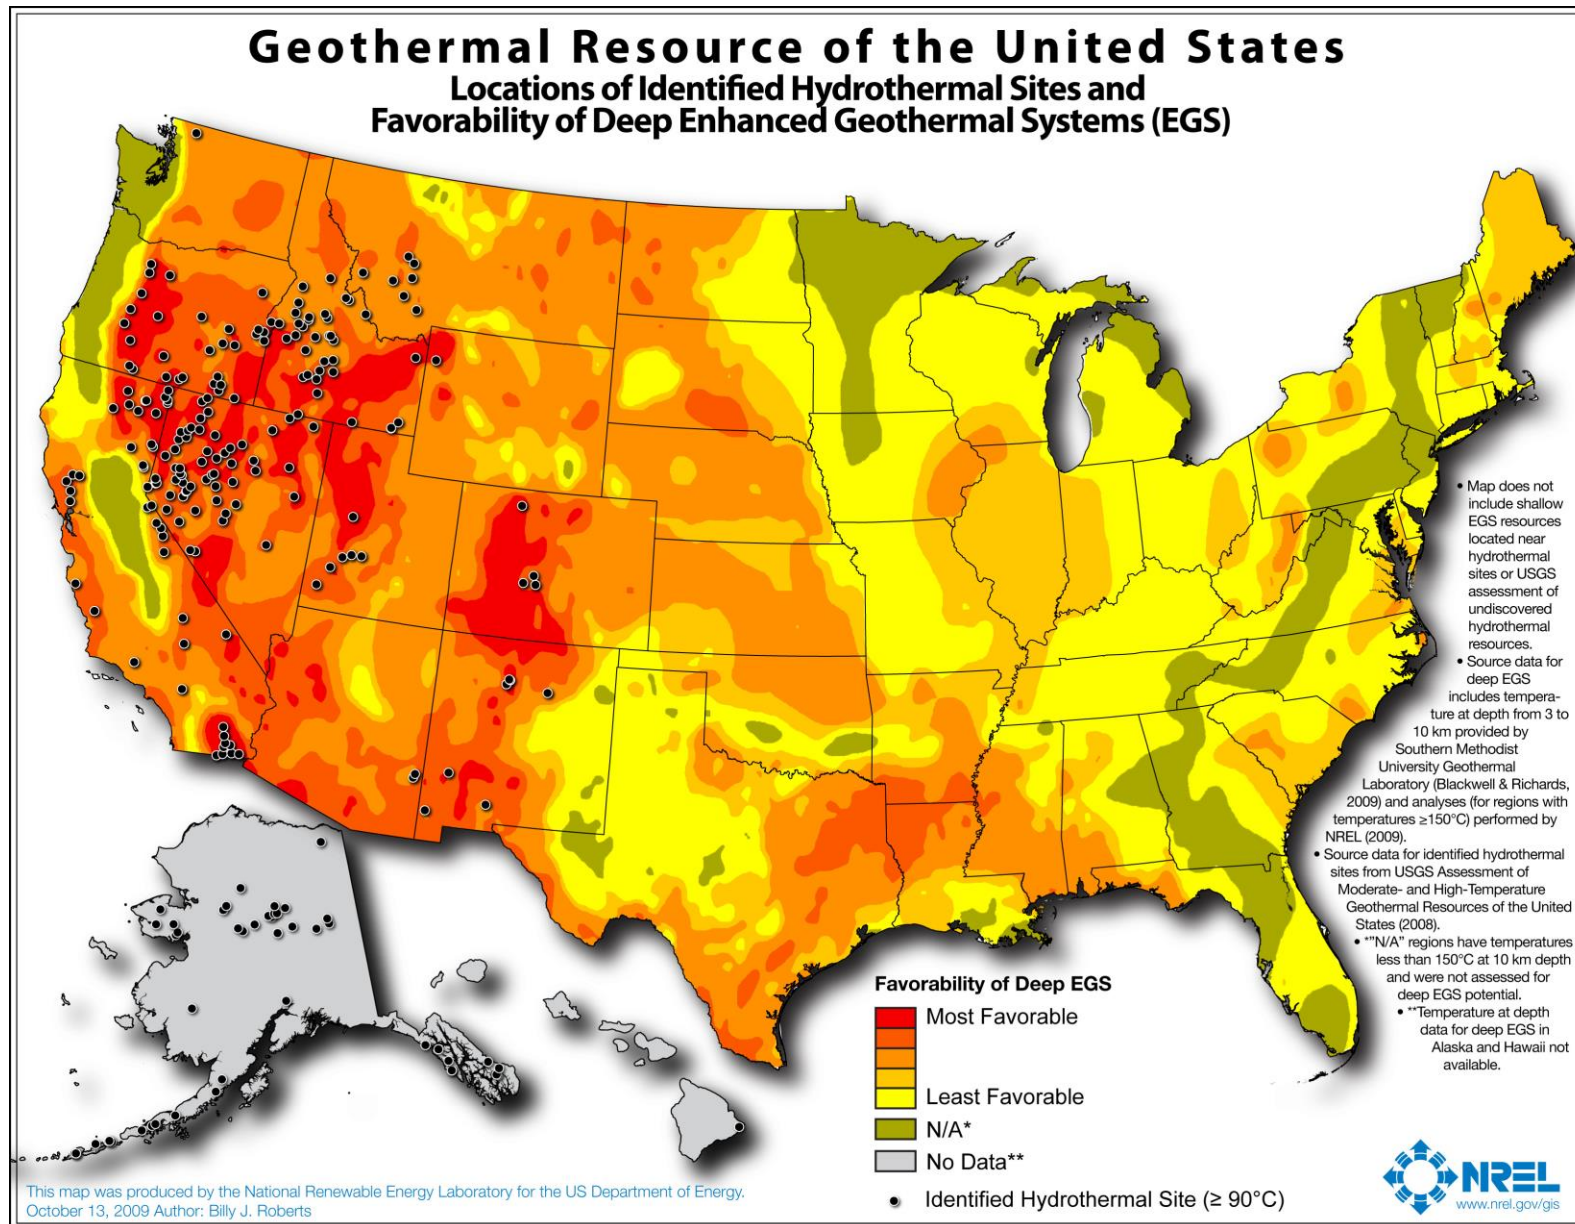 Geothermal Resource of the United States
Locations of Identified Hydrothermal Sites and
Favorability of Deep Enhanced Geothermal Systems (EGS)
• Map does not
include shallow
EGS resources
located near
hydrothermal
sites or USGS
assessment of
undiscovered
hydrothermal
resources.
• Source data for
deep EGS
includes tempera-
ture at depth from 3 to
10 km provided by
Southern Methodist
University Geothermal
Laboratory (Blackwell & Richards,
2009) and analyses (for regions with
temperatures ≥150°C) performed by
NREL (2009).
• Source data for identified hydrothermal
sites from USGS Assessment of
Moderate- and High-Temperature
Geothermal Resources of the United
States (2008).
• *"N/A" regions have temperatures
less than 150°C at 10 km depth
and were not assessed for
deep EGS potential.
• **Temperature at depth
data for deep EGS in
Alaska and Hawaii not
available.
Favorability of Deep EGS
Most Favorable
Least Favorable
N/A*
No Data**
Identified Hydrothermal Site (≥ 90°C)
This map was produced by the National Renewable Energy Laboratory for the US Department of Energy.
October 13, 2009 Author: Billy J. Roberts
NREL
www.nrel.gov/gis